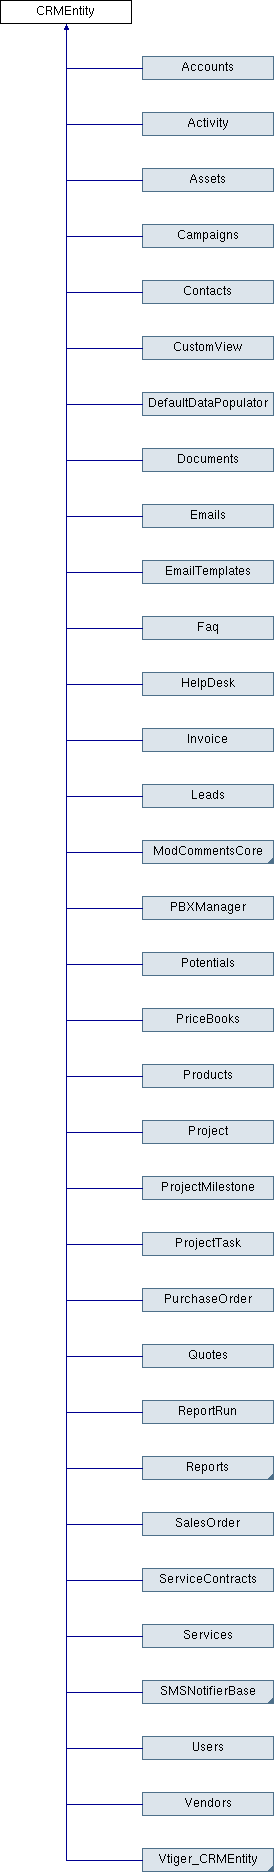 CRMEntity
Accounts
Activity
Assets
Campaigns
Contacts
CustomView
DefaultDataPopulator
Documents
Emails
EmailTemplates
Faq
HelpDesk
Invoice
Leads
ModCommentsCore
PBXManager
Potentials
PriceBooks
Products
Project
ProjectMilestone
ProjectTask
PurchaseOrder
Quotes
ReportRun
Reports
SalesOrder
ServiceContracts
Services
SMSNotifierBase
Users
Vendors
Vtiger_CRMEntity